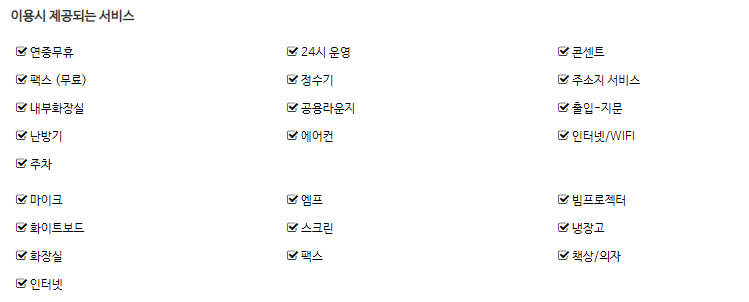 이용시 제공되는 서비스
연중무휴 24시 운영 콘센트
팩스 (무료) 정수기 주소지 서비스
내부화장실 공용라운지 출입-지문
난방기 에어컨 인터넷/WIFI
주차
마이크 엠프 빔프로젝터
화이트보드 스크린 냉장고
화장실 팩스 책상/의자
인터넷